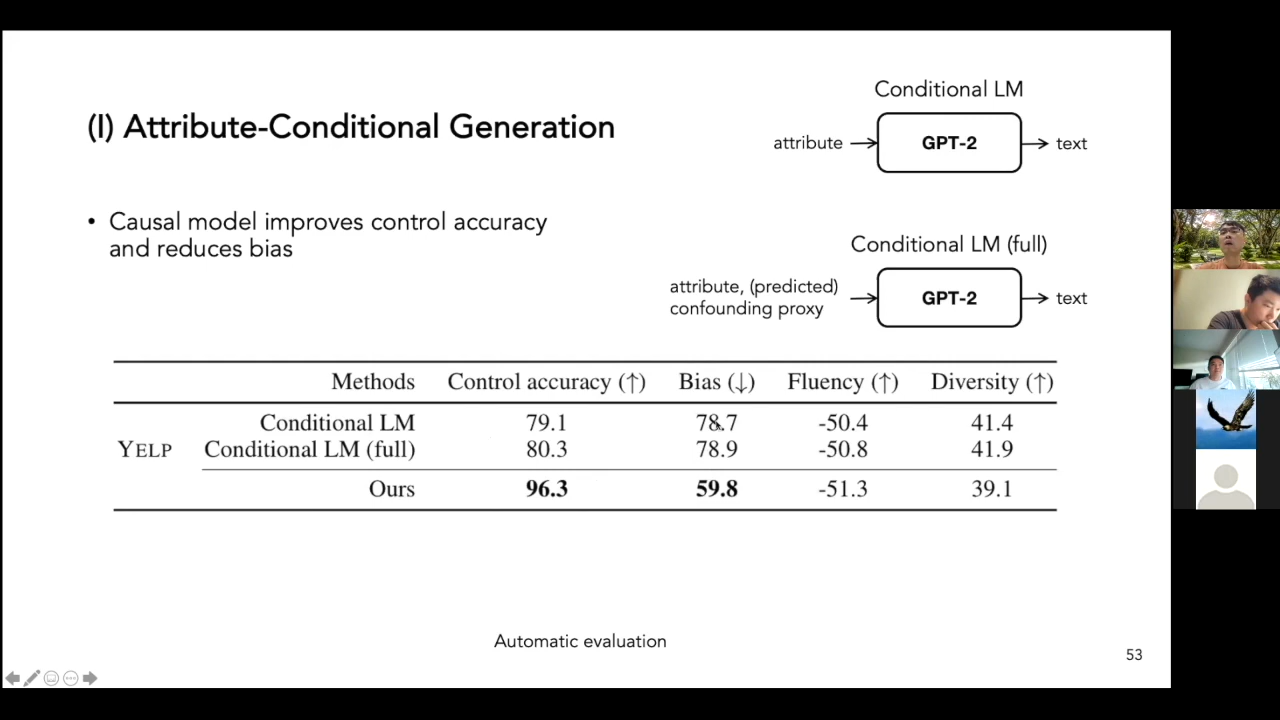 Conditional LM
(I) Attribute-Conditional Generation
attribute
GPT-2
text
• Causal model improves control accuracy
and reduces bias
Conditional LM (full)
attribute, (predicted)
confounding proxy
GPT-2
text
Methods Control accuracy (↑) Bias (↓) Fluency (↑) Diversity (↑)
Conditional LM 79.1 78.7 -50.4 41.4
YELP Conditional LM (full) 80.3 78.9 -50.8 41.9
Ours 96.3 59.8 -51.3 39.1
Automatic evaluation
53